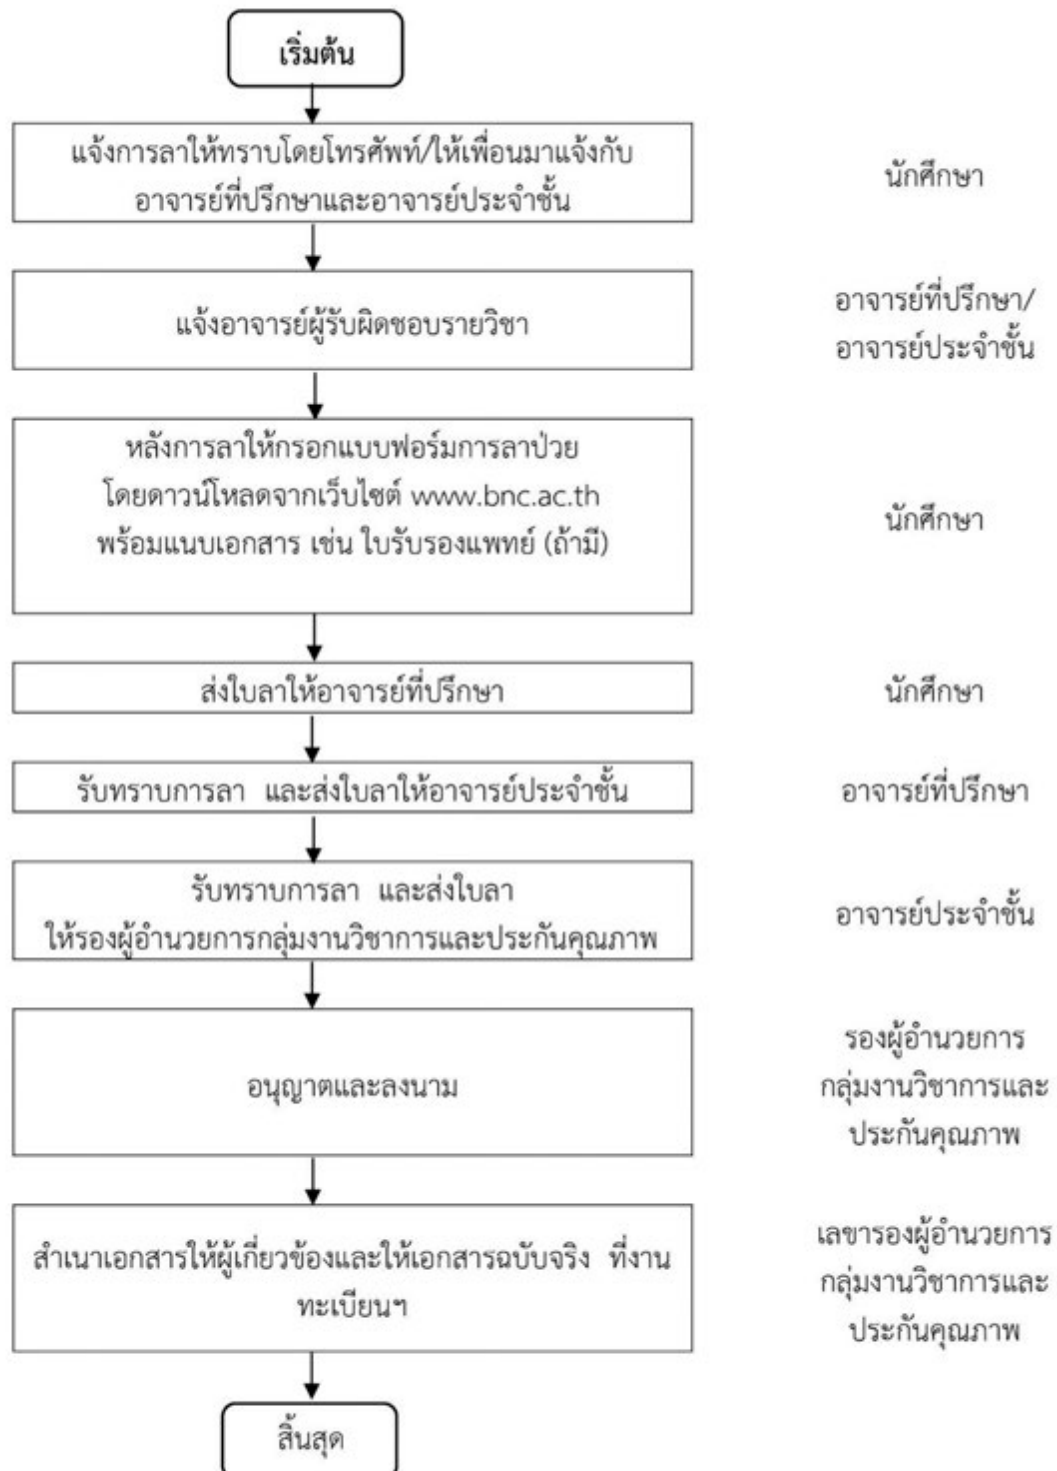 เริ่มต้น
แจ้งการลาให้ทราบโดยโทรศัพท์/ให้เพื่อนมาแจ้งกับ
อาจารย์ที่ปรึกษาและอาจารย์ประจำชั้น
นักศึกษา
แจ้งอาจารย์ผู้รับผิดชอบรายวิชา
อาจารย์ที่ปรึกษา/
อาจารย์ประจำชั้น
หลังการลาให้กรอกแบบฟอร์มการลาป่วย
โดยดาวน์โหลดจากเว็บไซต์ www.bnc.ac.th
พร้อมแนบเอกสาร เช่น ใบรับรองแพทย์ (ถ้ามี)
นักศึกษา
ส่งใบลาให้อาจารย์ที่ปรึกษา
นักศึกษา
รับทราบการลา และส่งใบลาให้อาจารย์ประจำชั้น
อาจารย์ที่ปรึกษา
รับทราบการลา และส่งใบลา
ให้รองผู้อำนวยการกลุ่มงานวิชาการและประกันคุณภาพ
อาจารย์ประจำชั้น
อนุญาตและลงนาม
รองผู้อำนวยการ
กลุ่มงานวิชาการและ
ประกันคุณภาพ
สำเนาเอกสารให้ผู้เกี่ยวข้องและให้เอกสารฉบับจริง ที่งาน
ทะเบียนฯ
เลขารองผู้อำนวยการ
กลุ่มงานวิชาการและ
ประกันคุณภาพ
สิ้นสุด